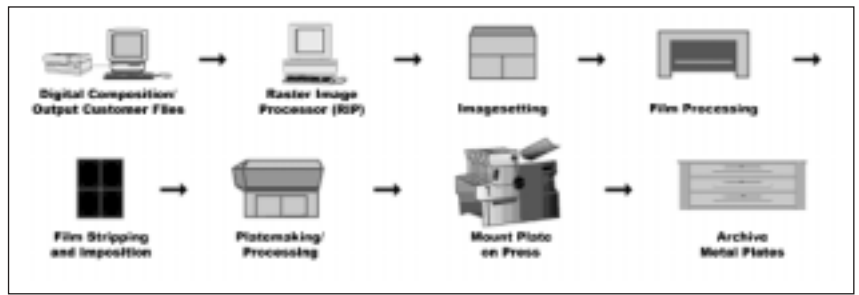 Digital Composition/
Output Customer Files
Raster Image
Processor (RIP)
Imagesetting
Film Processing
Film Stripping
and Imposition
Platemaking/
Processing
Mount Plate
on Press
Archive
Metal Plates